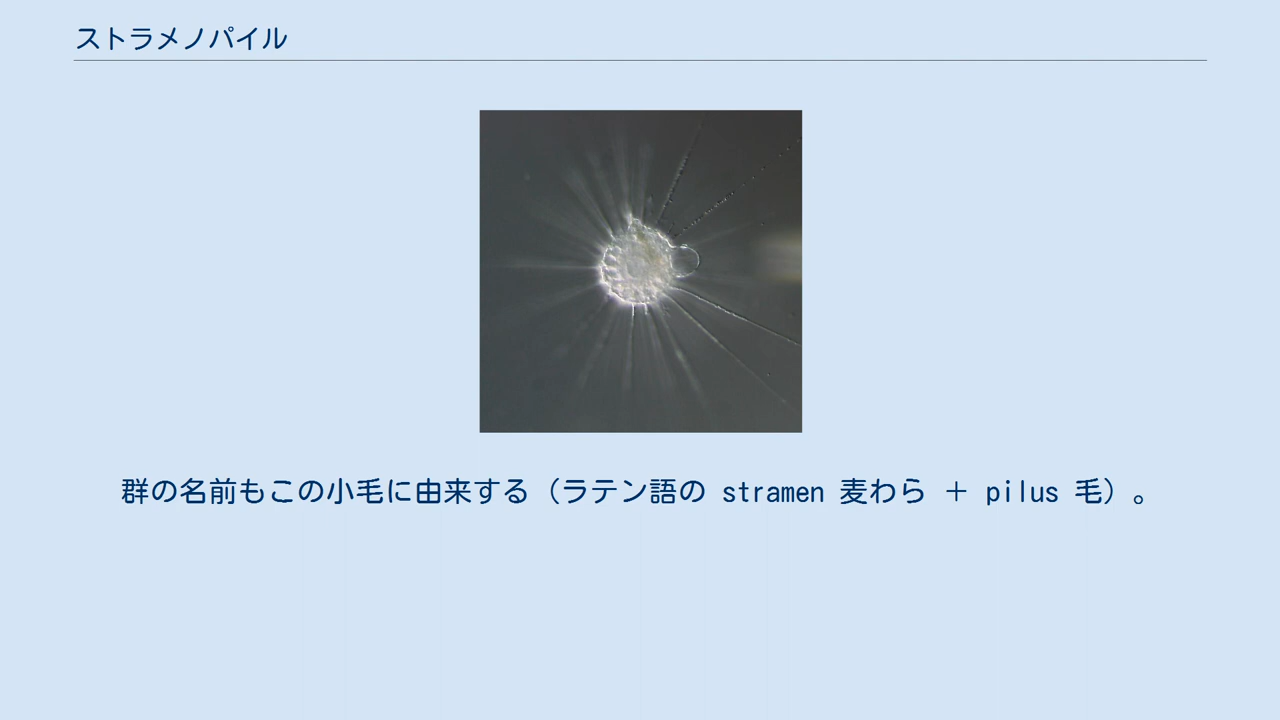 ストラメノパイル
群の名前もこの小毛に由来する（ラテン語の stramen 麦わら ＋ pilus 毛）。